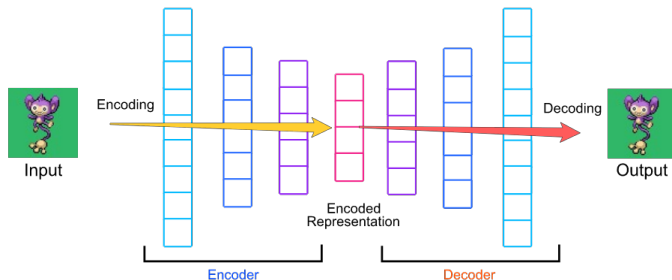 Encoding
Decoding
Input
Output
Encoded
Representation
Encoder
Decoder